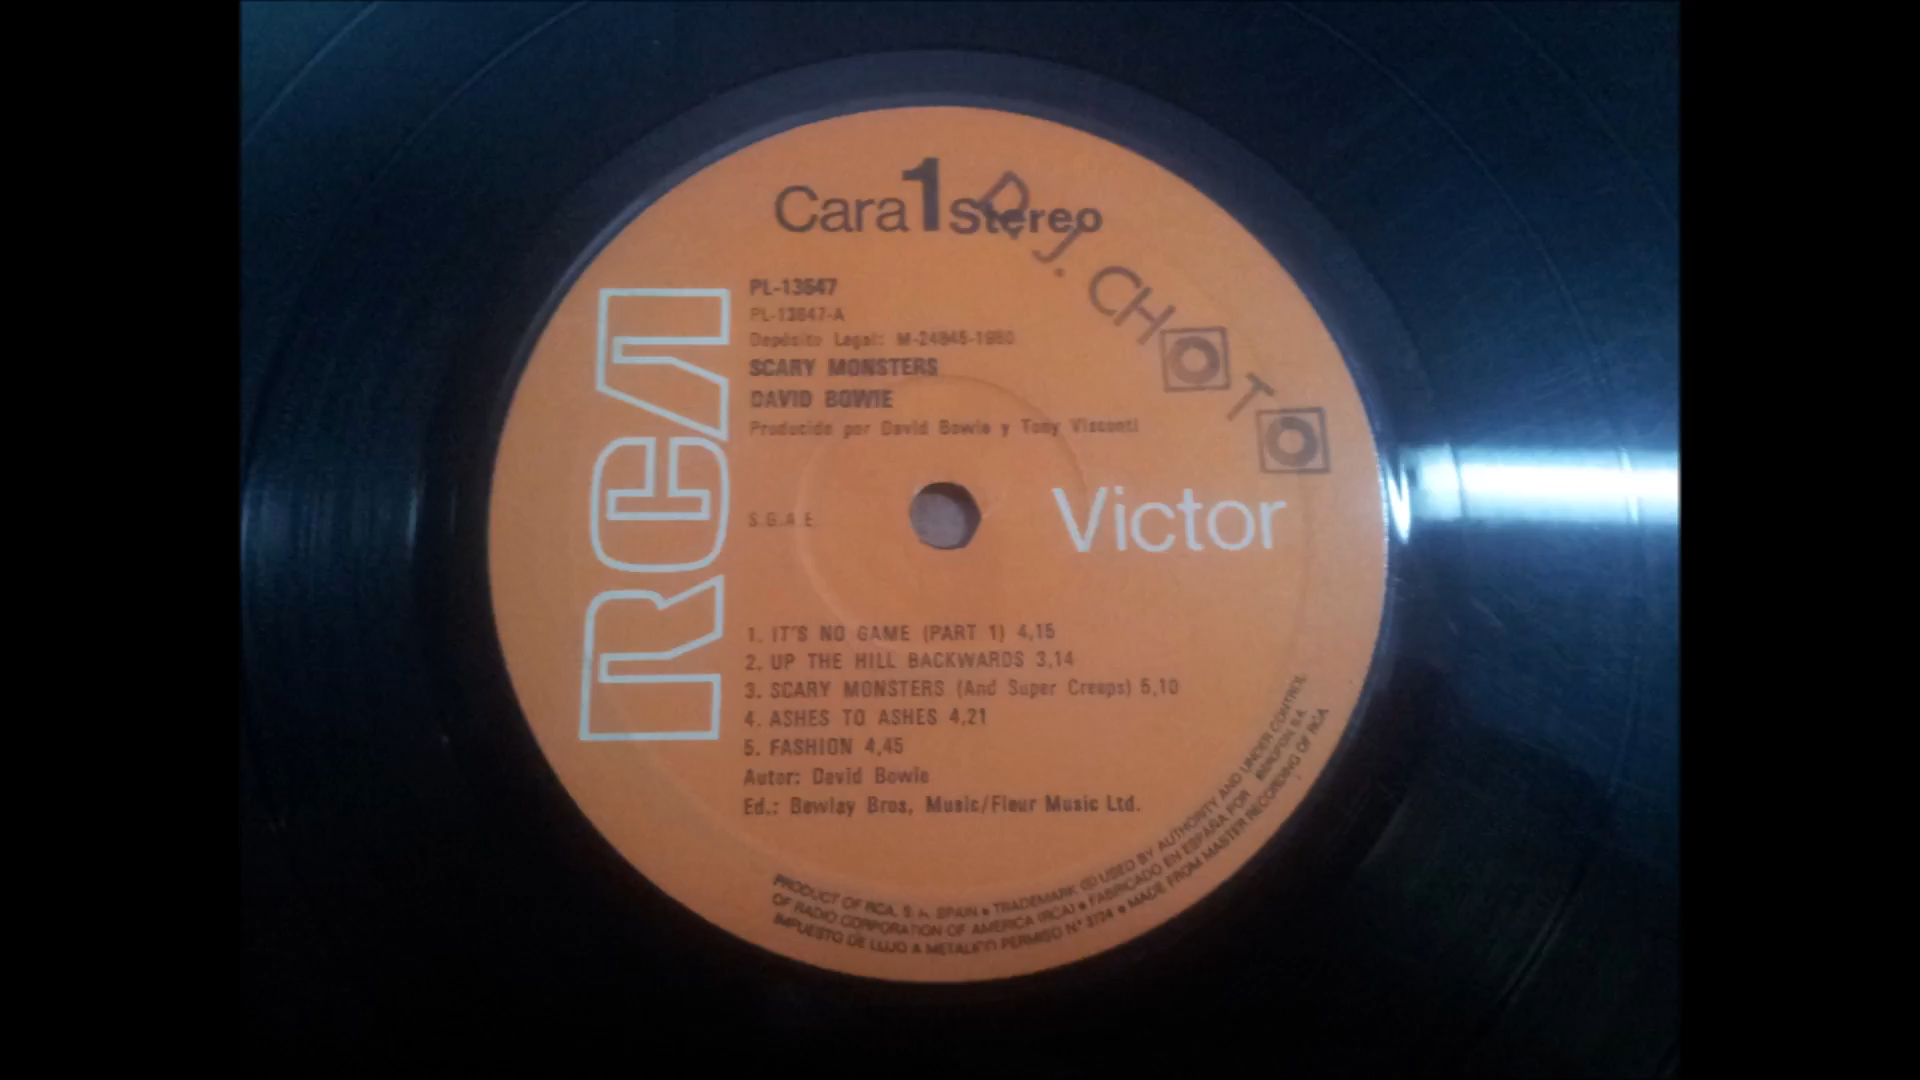 Cara 1 Stereo
D. J. CHOTO
PL-13647
PL-13647-A
Depósito Legal: M-24845-1980
SCARY MONSTERS
DAVID BOWIE
Producido por David Bowie y Tony Visconti
RCA
S.G.A.E.
Victor
1. IT'S NO GAME (PART 1) 4,15
2. UP THE HILL BACKWARDS 3,14
3. SCARY MONSTERS (And Super Creeps) 5,10
4. ASHES TO ASHES 4,21
5. FASHION 4,45
Autor: David Bowie
Ed.: Bewlay Bros, Music/Fleur Music Ltd.
PRODUCT OF RCA, S. A. SPAIN • TRADEMARK (S) USED BY AUTHORITY AND UNDER CONTROL
OF RADIO CORPORATION OF AMERICA (RCA) • FABRICADO EN ESPAÑA POR S.A.
IMPUESTO DE LUJO A METALICO PERMISO Nº 3124 • MADE FROM MASTER RECORDING OF RCA